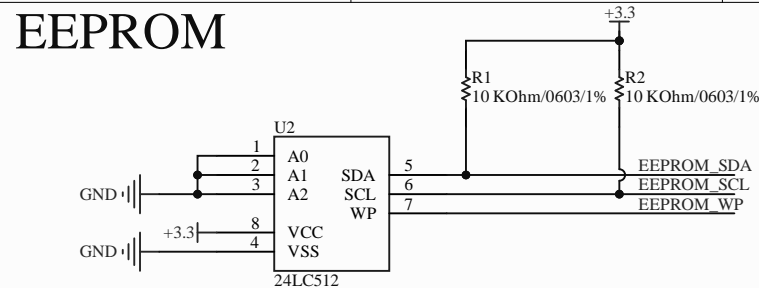 EEPROM
+3.3
R1
10 KOhm/0603/1%
R2
10 KOhm/0603/1%
U2
1
A0
2
A1
3
A2
GND
SDA
5
EEPROM_SDA
SCL
6
EEPROM_SCL
WP
7
EEPROM_WP
+3.3
8
VCC
GND
4
VSS
24LC512